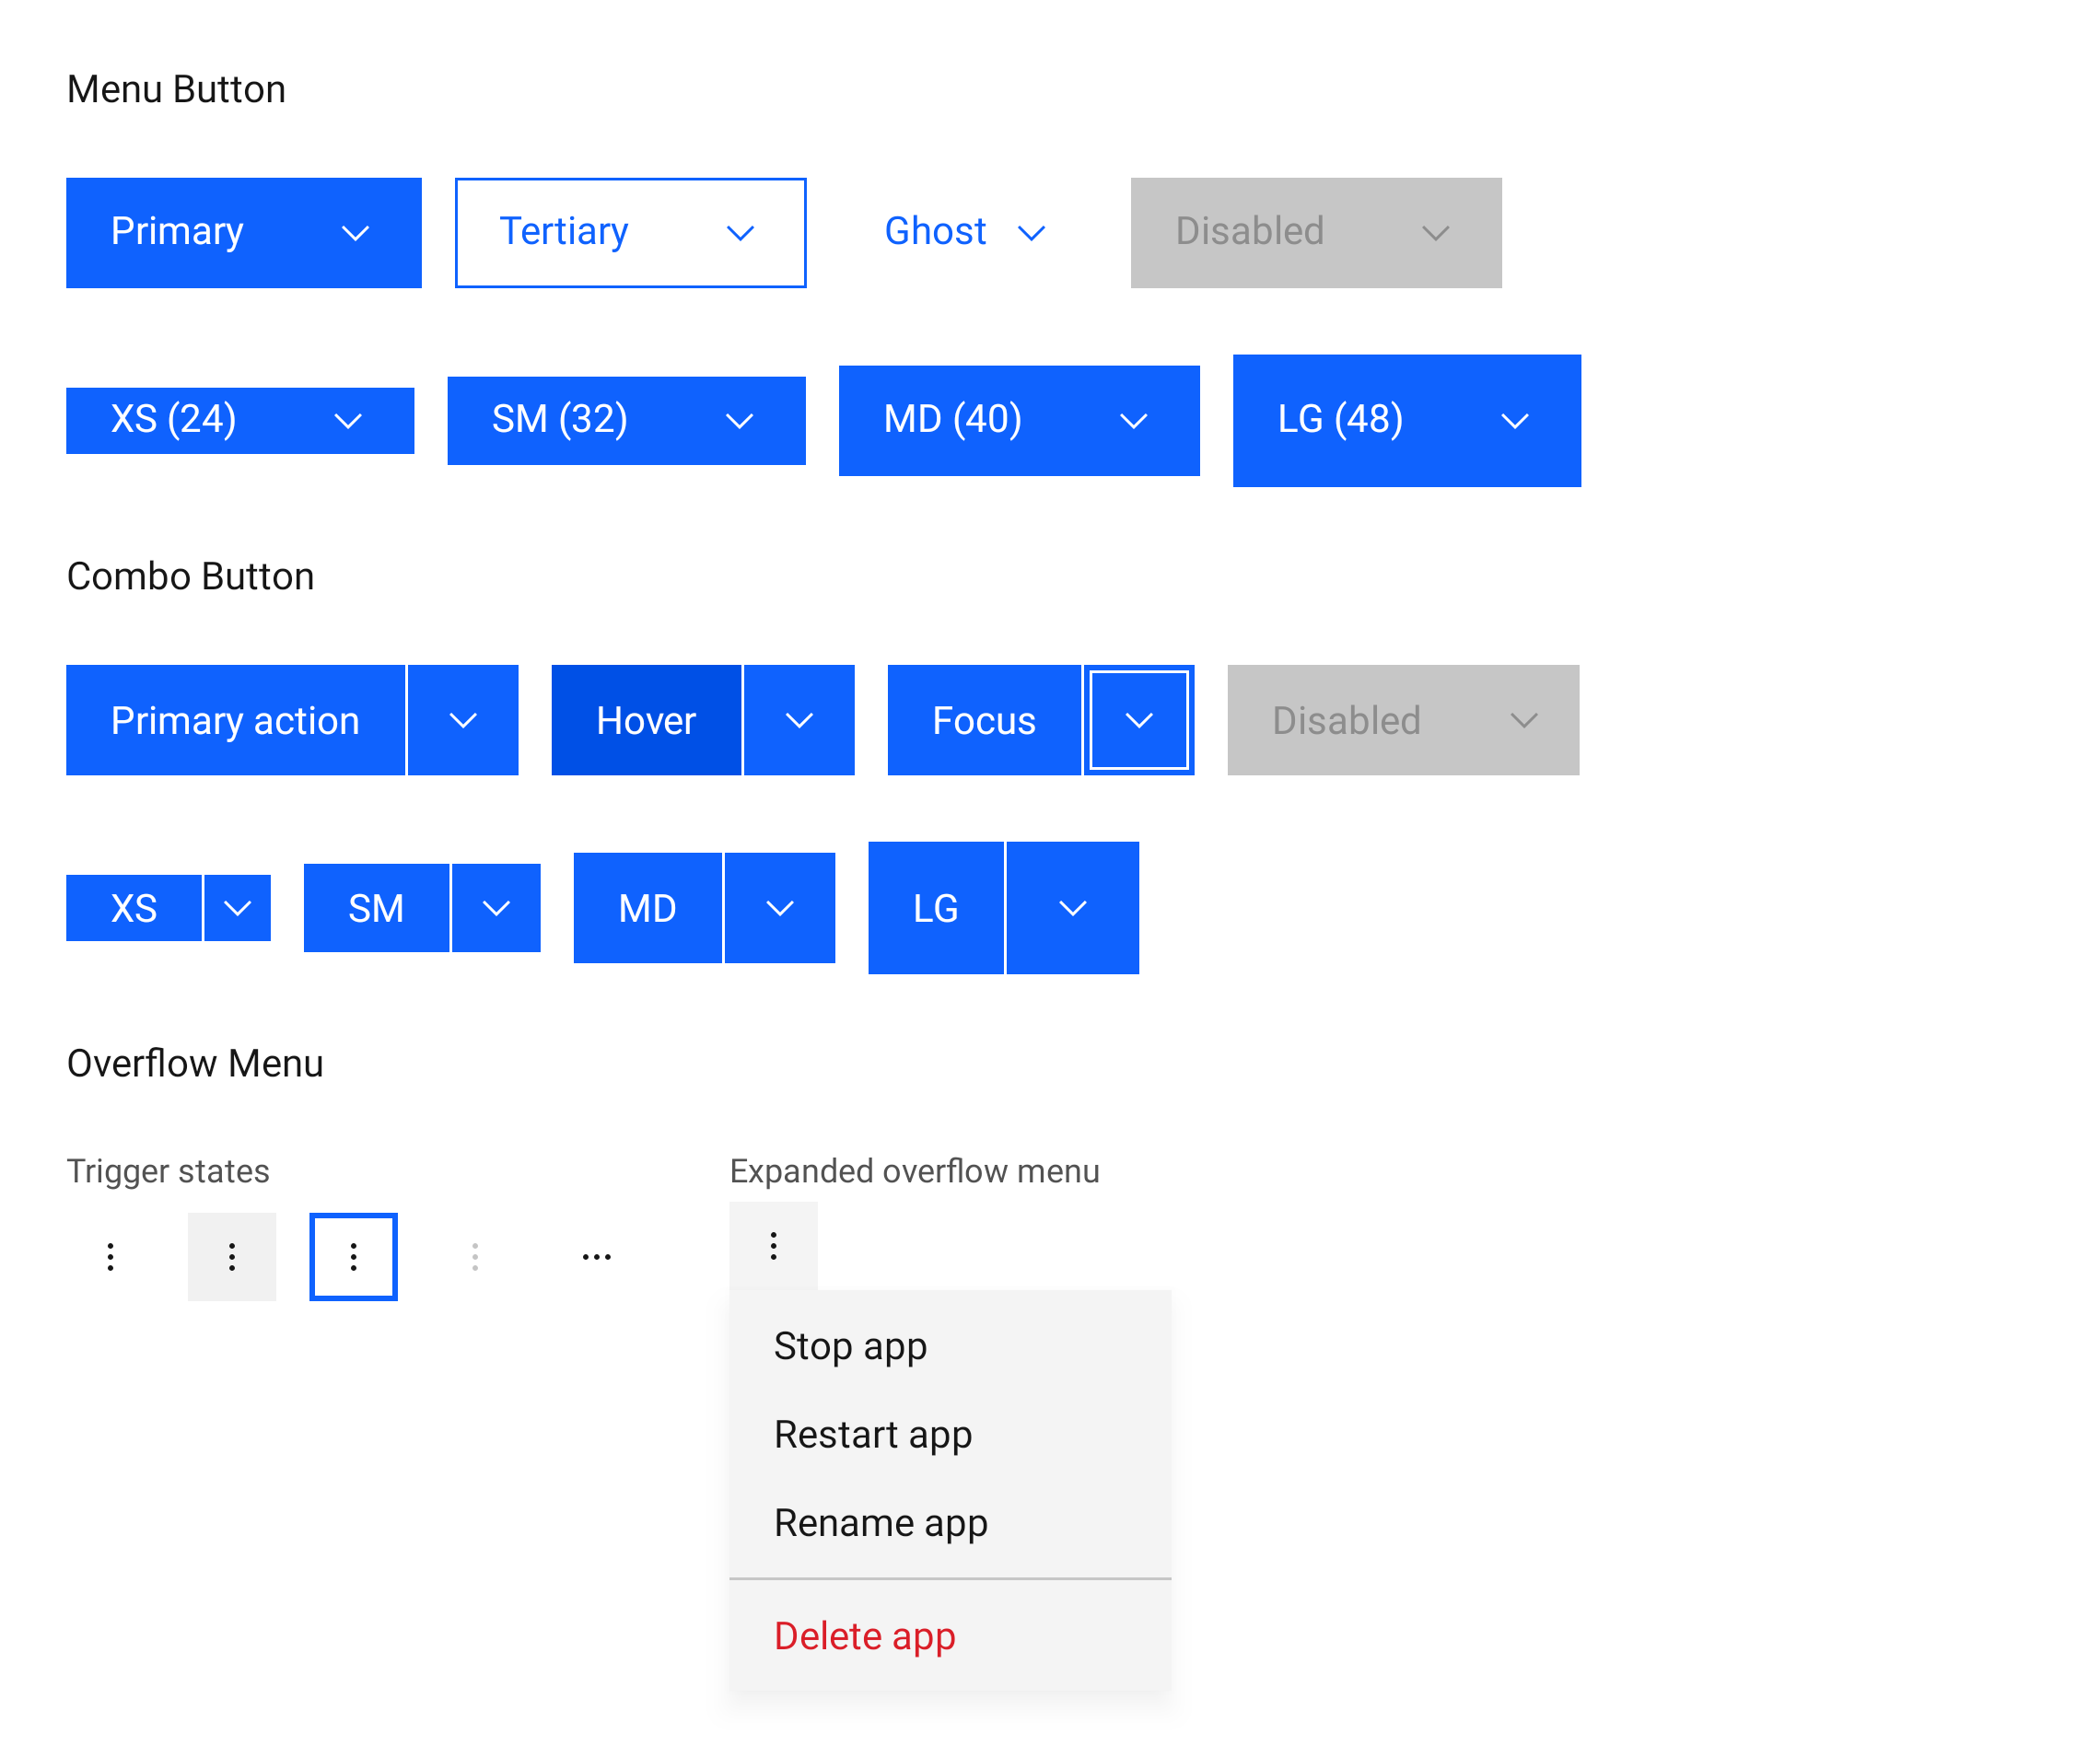 Menu Button
Primary
Tertiary
Ghost
Disabled
XS (24)
SM (32)
MD (40)
LG (48)
Combo Button
Primary action
Hover
Focus
Disabled
XS
SM
MD
LG
Overflow Menu
Trigger states
Expanded overflow menu
Stop app
Restart app
Rename app
Delete app